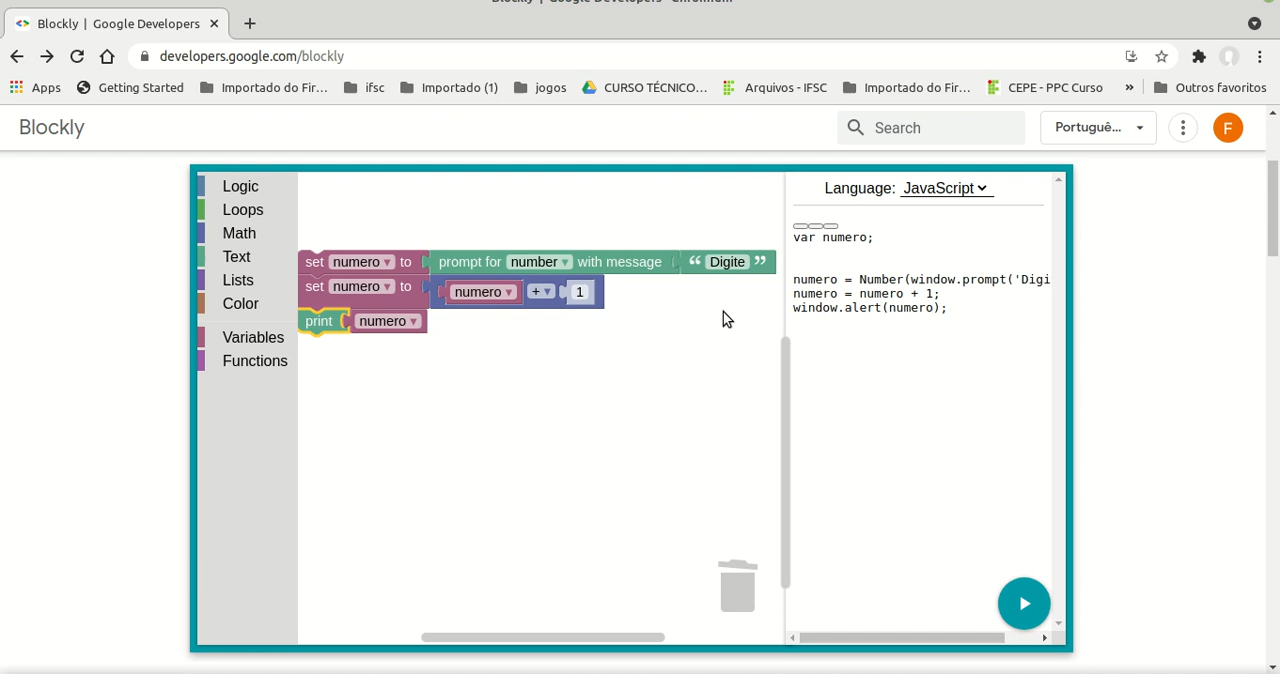 Blockly | Google Developers
developers.google.com/blockly
Apps Getting Started Importado do Fir... ifsc Importado (1) jogos CURSO TÉCNICO... Arquivos - IFSC Importado do Fir... CEPE - PPC Curso » Outros favoritos
Blockly
Search
Portuguê...
F
Logic
Loops
Math
Text
Lists
Color
Variables
Functions
set numero to prompt for number with message “ Digite ”
set numero to numero + 1
print numero
Language: JavaScript
var numero;
numero = Number(window.prompt('Digi
numero = numero + 1;
window.alert(numero);